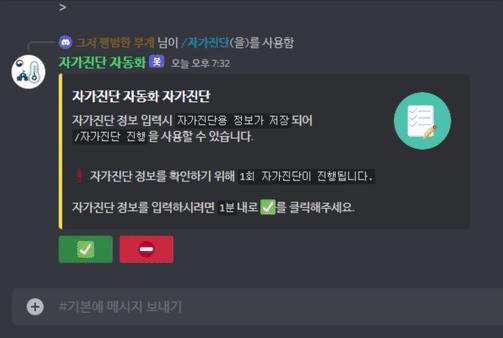 >
그저 평범한 부계 님이 /자가진단(을)를 사용함
자가진단 자동화 봇 오늘 오후 7:32
자가진단 자동화 자가진단
자가진단 정보 입력시 자가진단용 정보가 저장되어
/자가진단 진행을 사용할 수 있습니다.
❗ 자가진단 정보를 확인하기 위해 1회 자가진단이 진행됩니다.
자가진단 정보를 입력하시려면 1분내로 ✅를 클릭해주세요.
#기본에 메시지 보내기